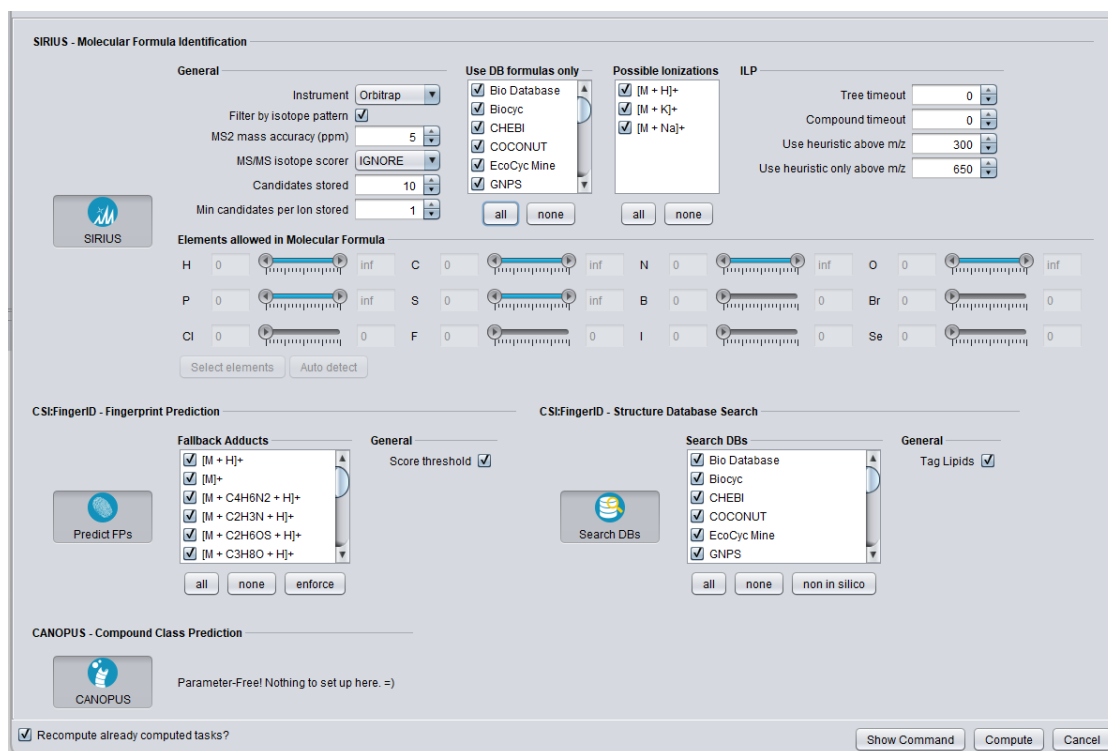 SIRIUS - Molecular Formula Identification
General
Use DB formulas only
Possible Ionizations
ILP
Instrument Orbitrap
Filter by isotope pattern
MS2 mass accuracy (ppm) 5
MS/MS isotope scorer IGNORE
Candidates stored 10
Min candidates per Ion stored 1
Bio Database
Biocyc
CHEBI
COCONUT
EcoCyc Mine
GNPS
all none
[M + H]+
[M + K]+
[M + Na]+
all none
Tree timeout 0
Compound timeout 0
Use heuristic above m/z 300
Use heuristic only above m/z 650
SIRIUS
Elements allowed in Molecular Formula
H 0 inf C 0 inf N 0 inf O 0 inf
P 0 inf S 0 inf B 0 0 Br 0 0
Cl 0 0 F 0 0 I 0 0 Se 0 0
Select elements Auto detect
CSI:FingerID - Fingerprint Prediction
Fallback Adducts
General
[M + H]+
[M]+
[M + C4H6N2 + H]+
[M + C2H3N + H]+
[M + C2H6OS + H]+
[M + C3H8O + H]+
Score threshold
Predict FPs
all none enforce
CSI:FingerID - Structure Database Search
Search DBs
General
Bio Database
Biocyc
CHEBI
COCONUT
EcoCyc Mine
GNPS
Tag Lipids
Search DBs
all none non in silico
CANOPUS - Compound Class Prediction
CANOPUS
Parameter-Free! Nothing to set up here. =)
Recompute already computed tasks?
Show Command Compute Cancel